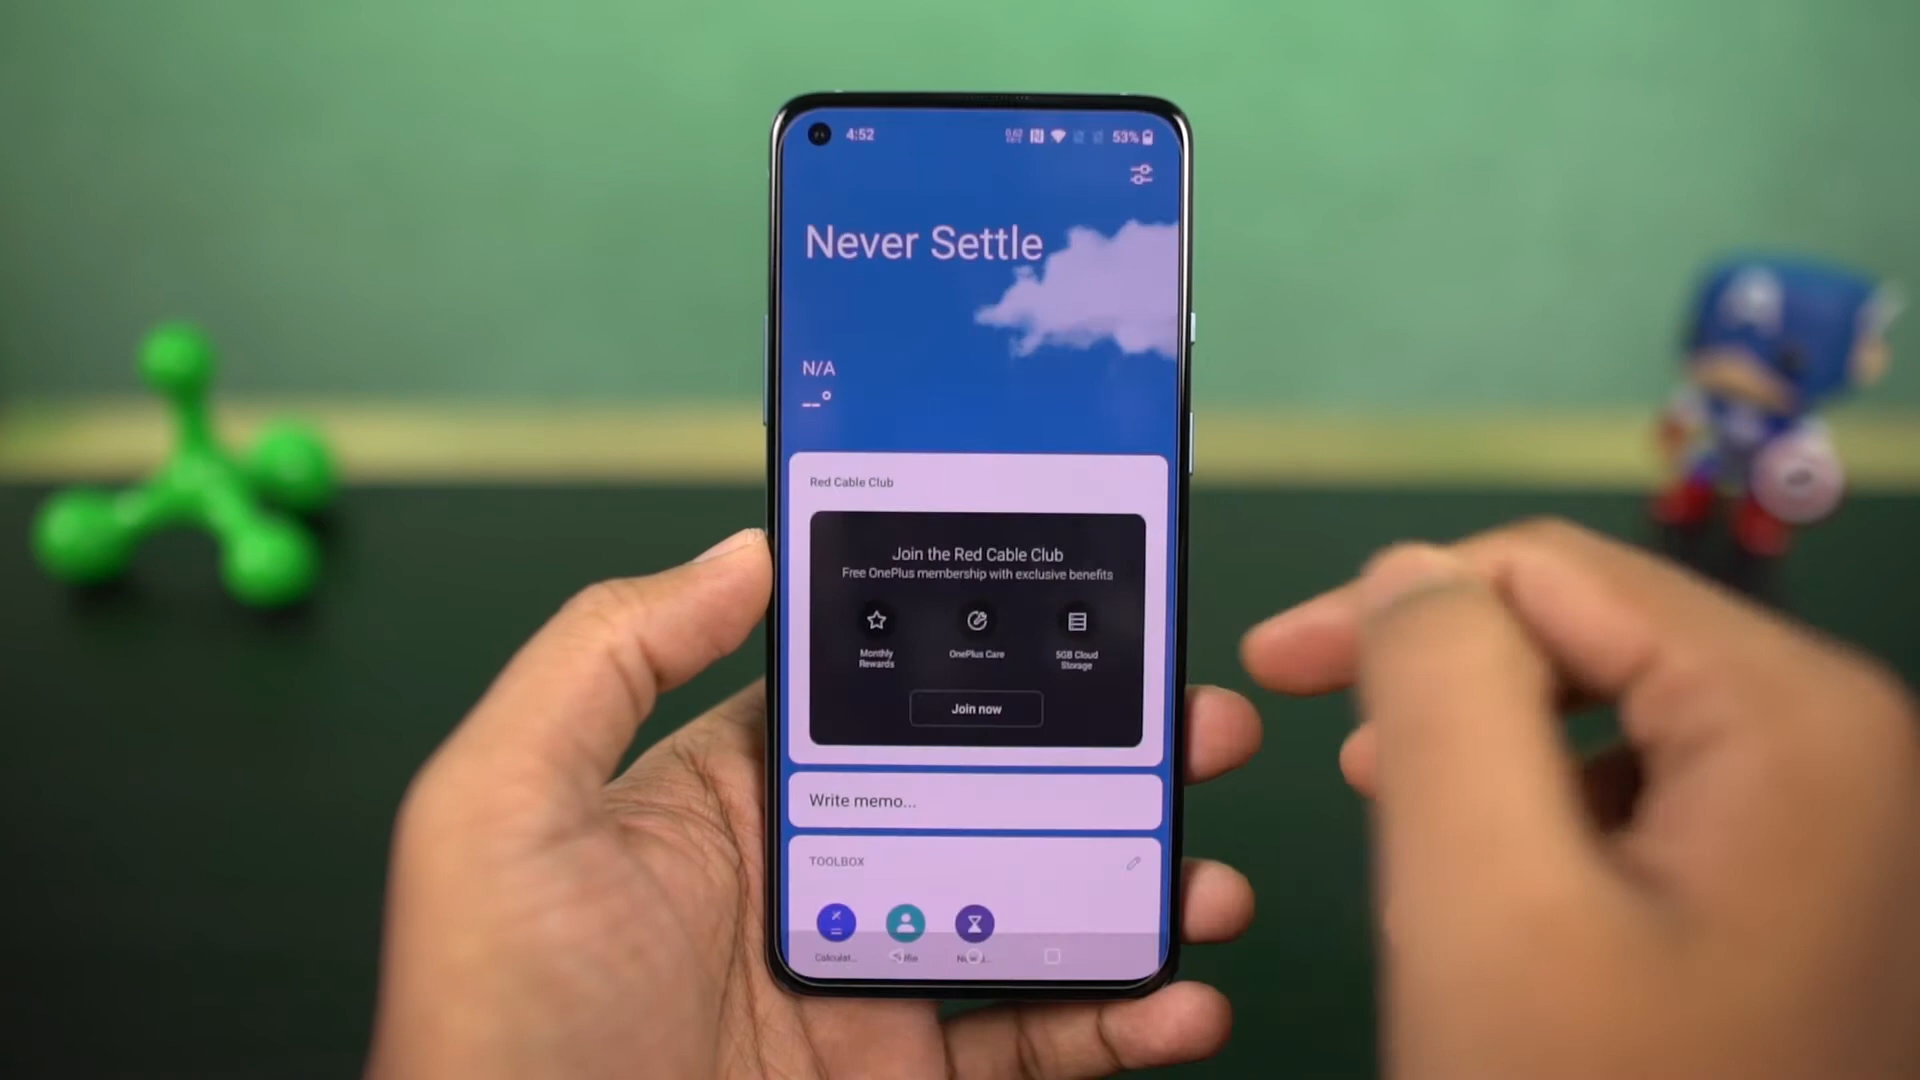 4:52
53%
Never Settle
N/A
__°
Red Cable Club
Join the Red Cable Club
Free OnePlus membership with exclusive benefits
Monthly
Rewards
OnePlus Care
5GB Cloud
Storage
Join now
Write memo...
TOOLBOX
Calculat...